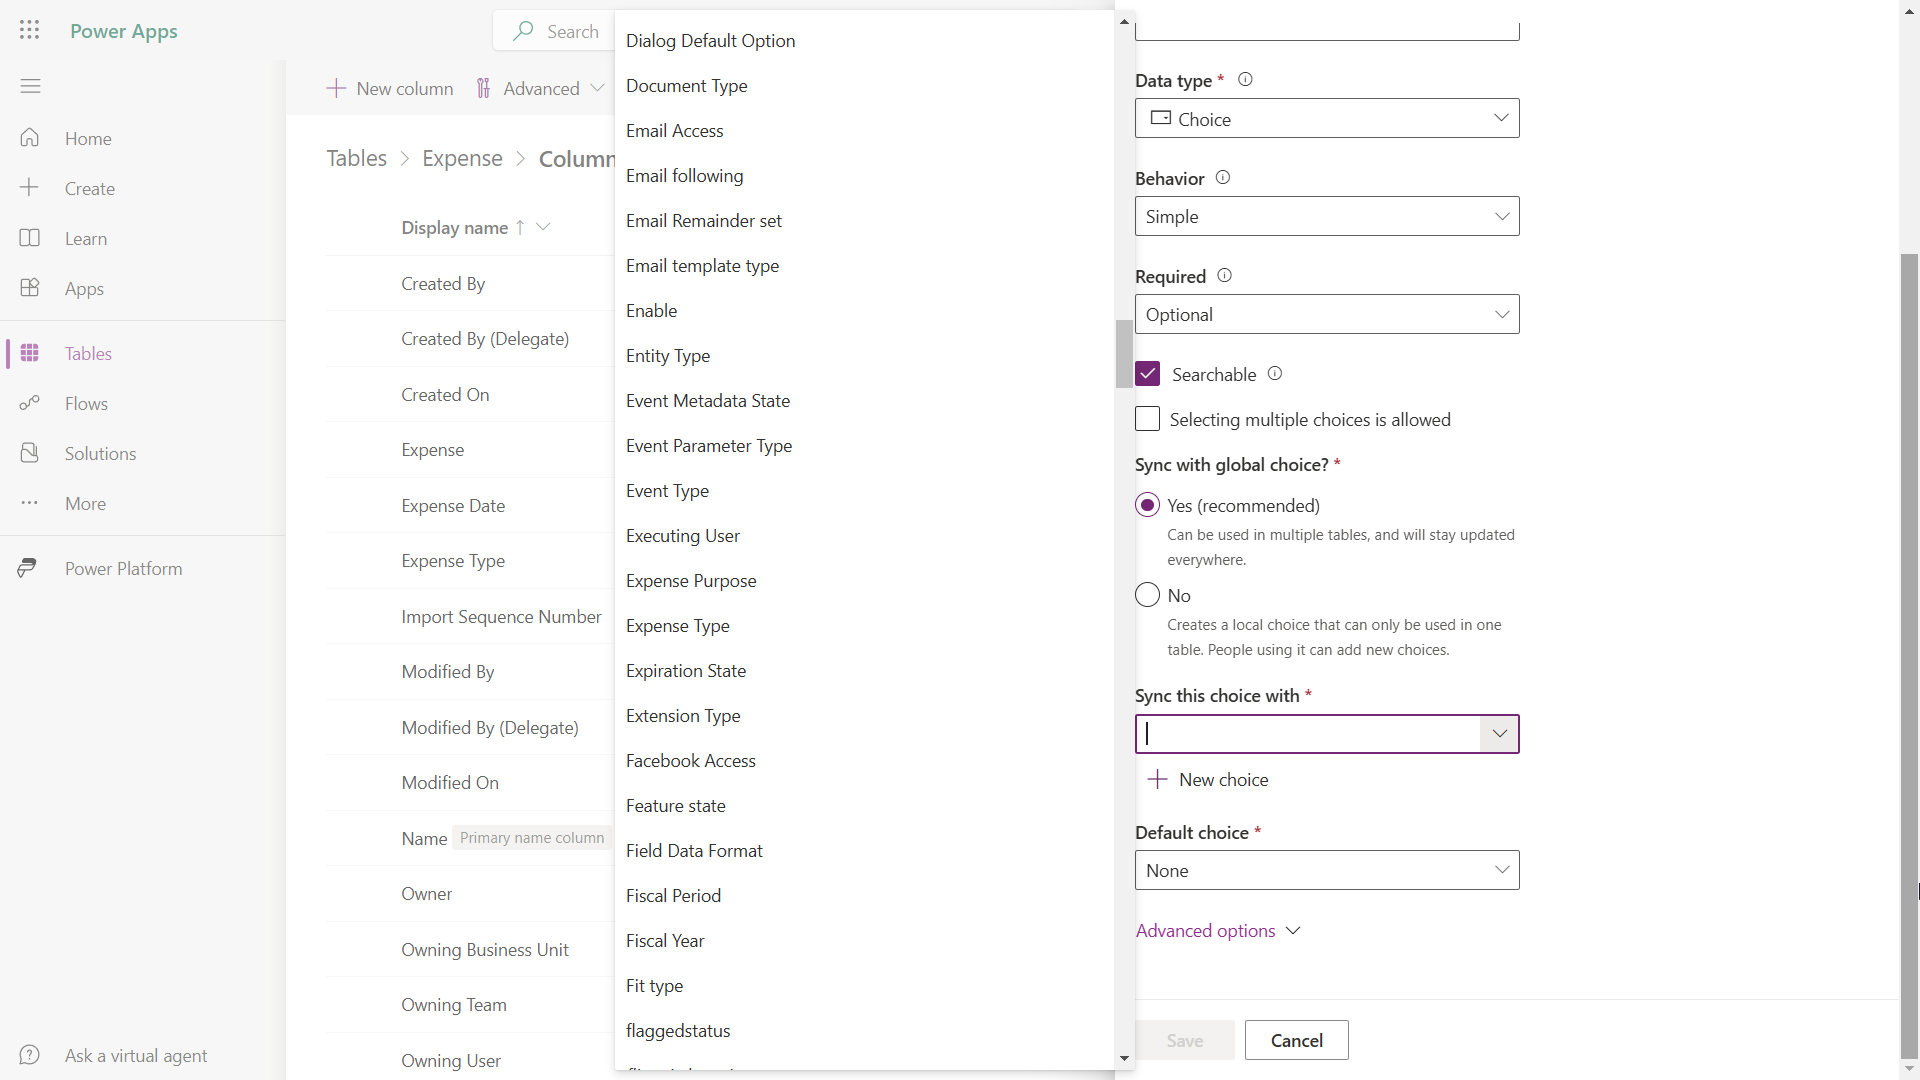 Power Apps
Search
New column
Advanced
Home
Create
Learn
Apps
Tables
Flows
Solutions
More
Power Platform
Ask a virtual agent
Tables > Expense > Column
Display name
Created By
Created By (Delegate)
Created On
Expense
Expense Date
Expense Type
Import Sequence Number
Modified By
Modified By (Delegate)
Modified On
Name Primary name column
Owner
Owning Business Unit
Owning Team
Owning User
Dialog Default Option
Document Type
Email Access
Email following
Email Remainder set
Email template type
Enable
Entity Type
Event Metadata State
Event Parameter Type
Event Type
Executing User
Expense Purpose
Expense Type
Expiration State
Extension Type
Facebook Access
Feature state
Field Data Format
Fiscal Period
Fiscal Year
Fit type
flaggedstatus
Data type *
Choice
Behavior
Simple
Required
Optional
Searchable
Selecting multiple choices is allowed
Sync with global choice? *
Yes (recommended)
Can be used in multiple tables, and will stay updated
everywhere.
No
Creates a local choice that can only be used in one
table. People using it can add new choices.
Sync this choice with *
New choice
Default choice *
None
Advanced options
Save
Cancel